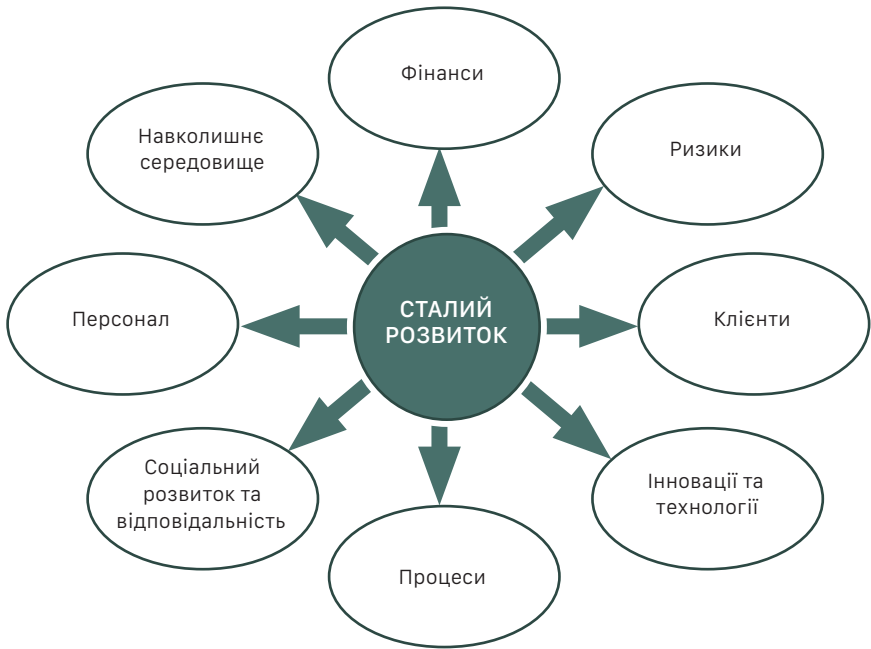 Фінанси
Навколишнє
середовище
Ризики
Персонал
СТАЛИЙ
РОЗВИТОК
Клієнти
Соціальний
розвиток та
відповідальність
Інновації та
технології
Процеси